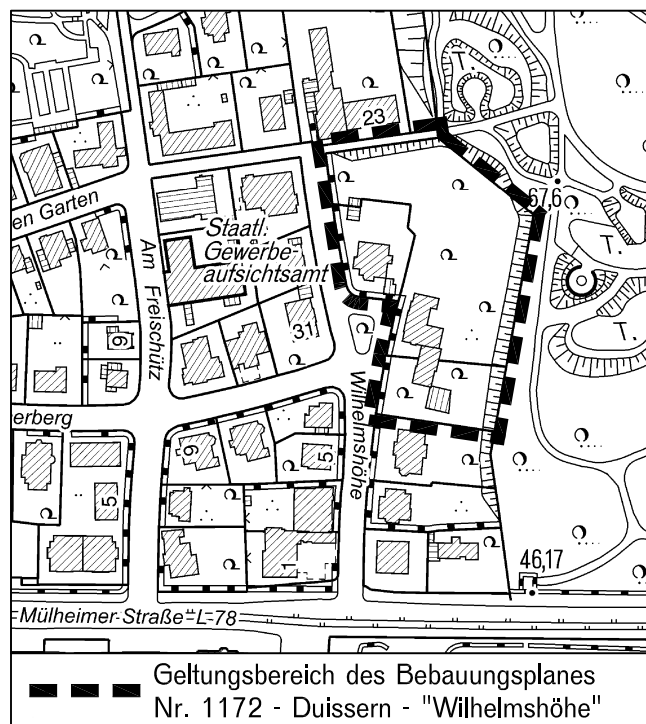 T.
23
67,6
en Garten
Staatl.
Gewerbe-
aufsichtsamt
T.
Am Freischütz
31
T.
9
Wilhelmshöhe
erberg
9
5
5
1
46,17
Mülheimer Straße L 78
Geltungsbereich des Bebauungsplanes
Nr. 1172 - Duissern - "Wilhelmshöhe"